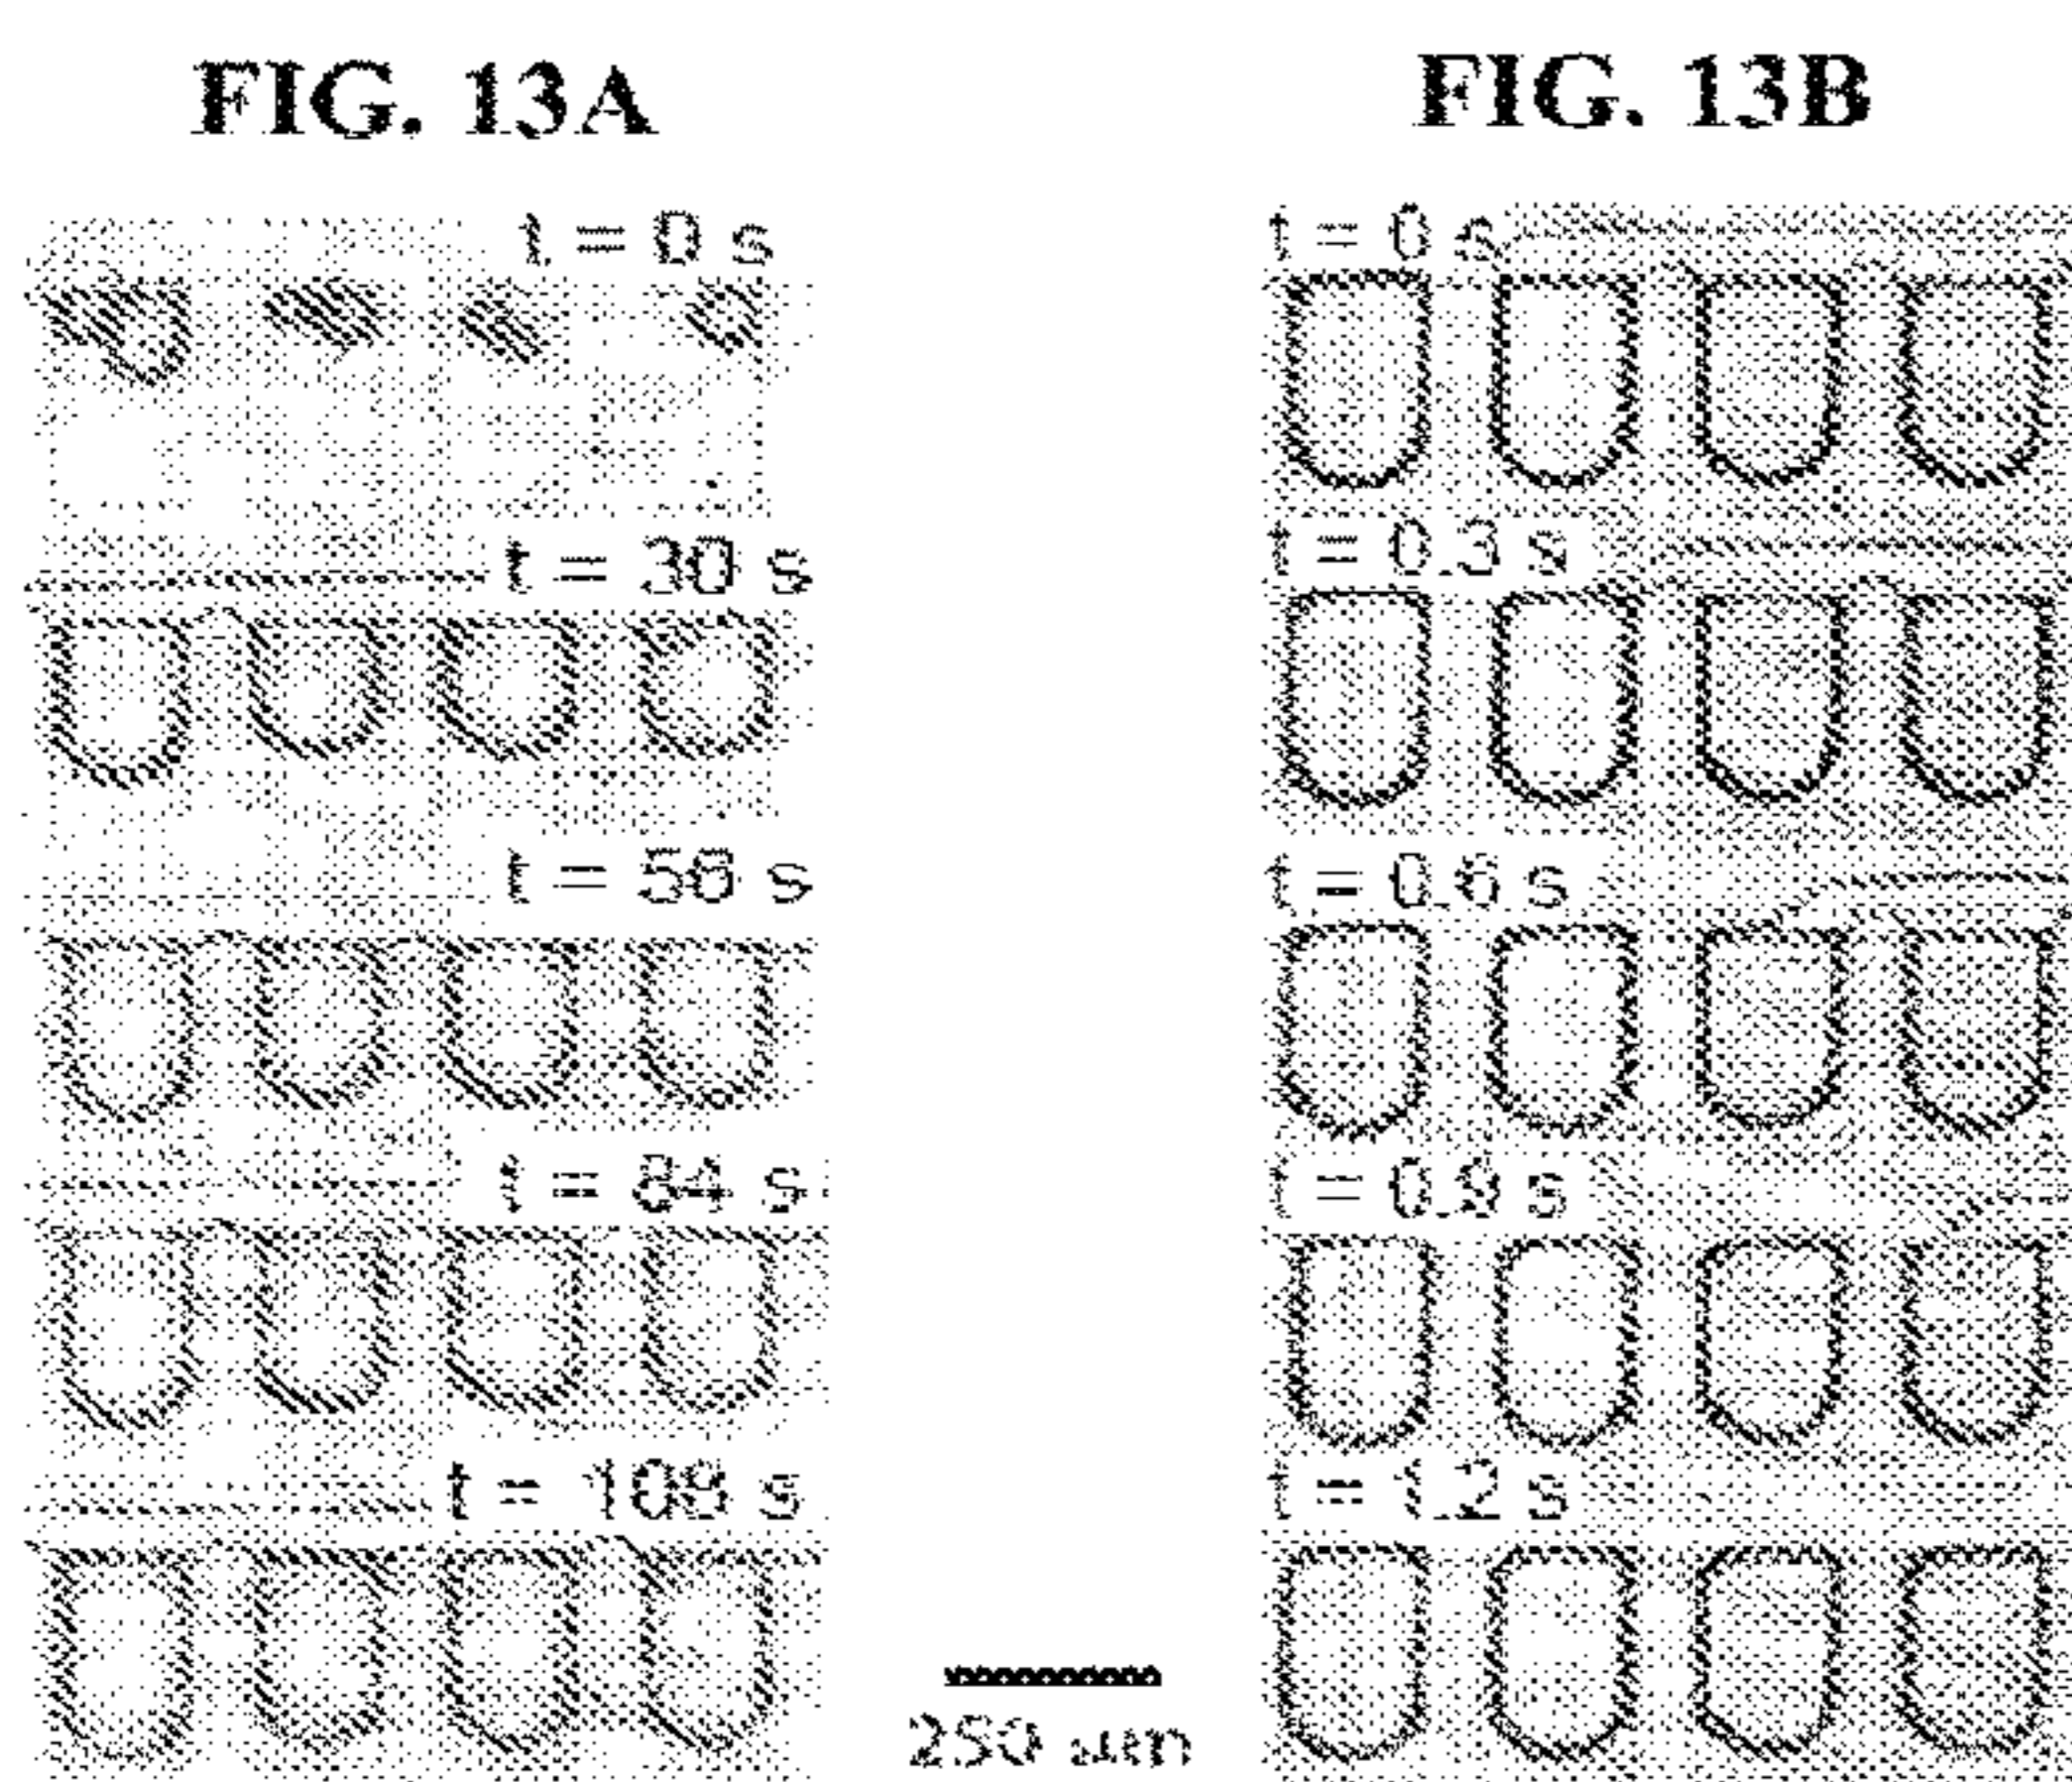 FIG. 13A
t = 0 s
t = 30 s
t = 56 s
t = 84 s
t = 108 s
250 µm
FIG. 13B
t = 0 s
t = 0.3 s
t = 0.6 s
t = 0.9 s
t = 1.2 s